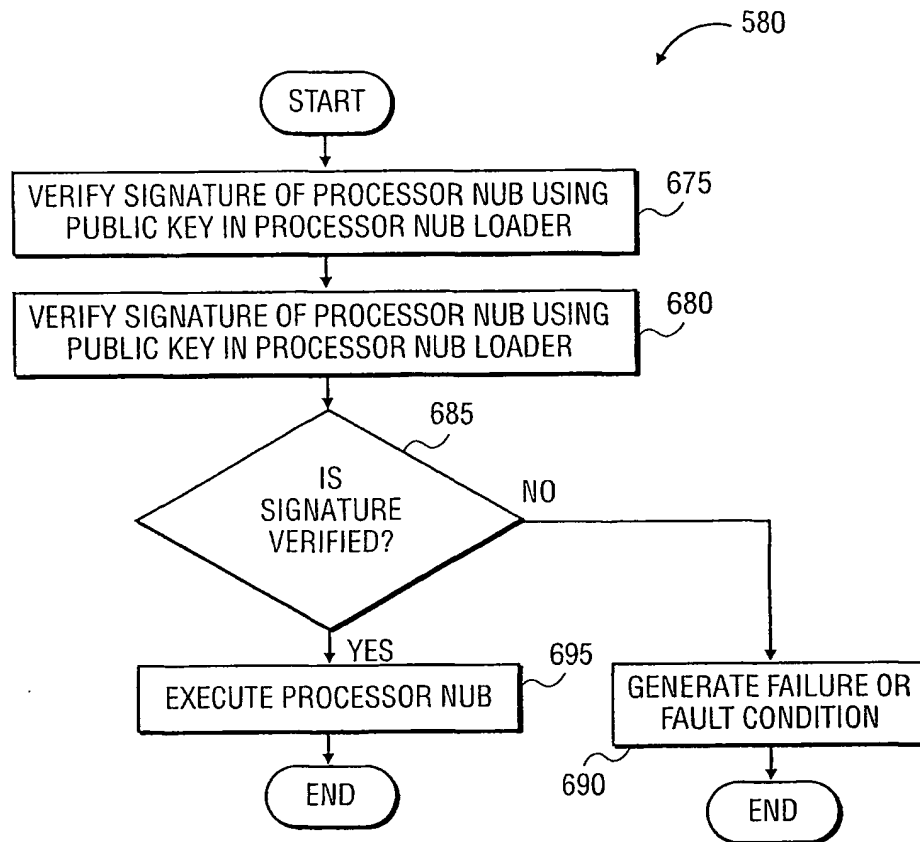 580
START
VERIFY SIGNATURE OF PROCESSOR NUB USING
PUBLIC KEY IN PROCESSOR NUB LOADER
675
VERIFY SIGNATURE OF PROCESSOR NUB USING
PUBLIC KEY IN PROCESSOR NUB LOADER
680
685
IS
SIGNATURE
VERIFIED?
NO
YES
695
EXECUTE PROCESSOR NUB
GENERATE FAILURE OR
FAULT CONDITION
690
END
END